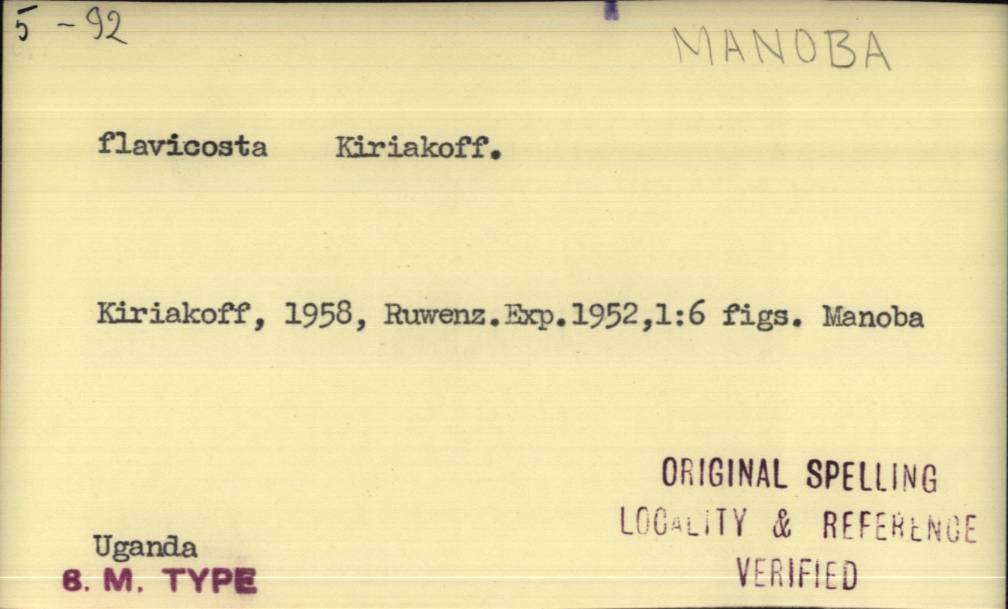 5 - 92
MANOBA
flavicosta Kiriakoff.
Kiriakoff, 1958, Ruwenz.Exp.1952,1:6 figs. Manoba
ORIGINAL SPELLING
LOCALITY & REFERENCE
VERIFIED
Uganda
B. M. TYPE